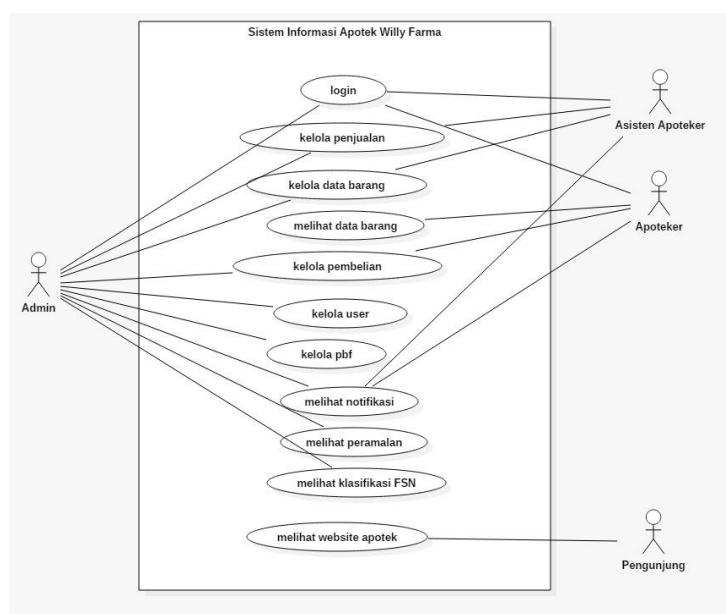 Sistem Informasi Apotek Willy Farma
login
Asisten Apoteker
kelola penjualan
kelola data barang
melihat data barang
Apoteker
kelola pembelian
Admin
kelola user
kelola pbf
melihat notifikasi
melihat peramalan
melihat klasifikasi FSN
melihat website apotek
Pengunjung